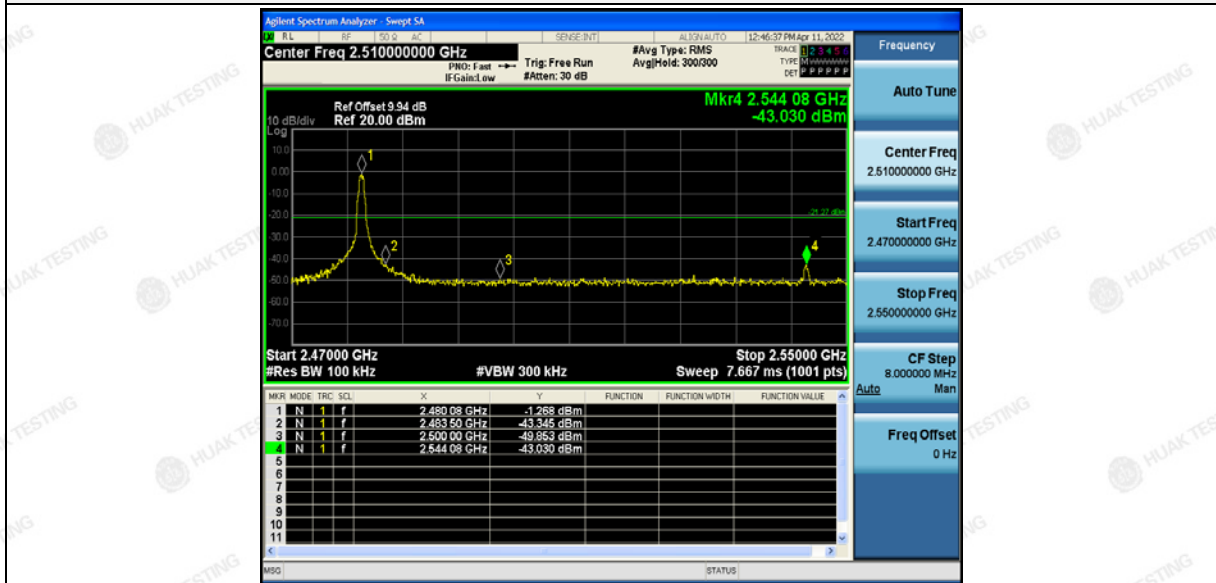 Agilent Spectrum Analyzer - Swept SA
RL RF 50 Ω AC SENSE:INT ALIGN AUTO 12:46:37 PM Apr 11, 2022
Center Freq 2.510000000 GHz
#Avg Type: RMS
TRACE 1 2 3 4 5 6
PNO: Fast Trig: Free Run Avg|Hold: 300/300
TYPE M
IFGain:Low #Atten: 30 dB
DET P P P P P P
Mkr4 2.544 08 GHz
-43.030 dBm
Ref Offset 9.94 dB
10 dB/div Ref 20.00 dBm
Log
10.0
0.00
-10.0
-20.0
-30.0
-40.0
-50.0
-60.0
-70.0
1
2
3
4
-21.27 dBm
Start 2.47000 GHz Stop 2.55000 GHz
#Res BW 100 kHz #VBW 300 kHz Sweep 7.667 ms (1001 pts)
MKR MODE TRC SCL X Y FUNCTION FUNCTION WIDTH FUNCTION VALUE
1 N 1 f 2.480 08 GHz -1.268 dBm
2 N 1 f 2.483 50 GHz -43.345 dBm
3 N 1 f 2.500 00 GHz -49.853 dBm
4 N 1 f 2.544 08 GHz -43.030 dBm
5
6
7
8
9
10
11
MSG STATUS
Frequency
Auto Tune
Center Freq
2.510000000 GHz
Start Freq
2.470000000 GHz
Stop Freq
2.550000000 GHz
CF Step
8.000000 MHz
Auto Man
Freq Offset
0 Hz
HUAK TESTING
HUAK TESTING
HUAK TESTING
HUAK TESTING
HUAK TESTING
HUAK TESTING